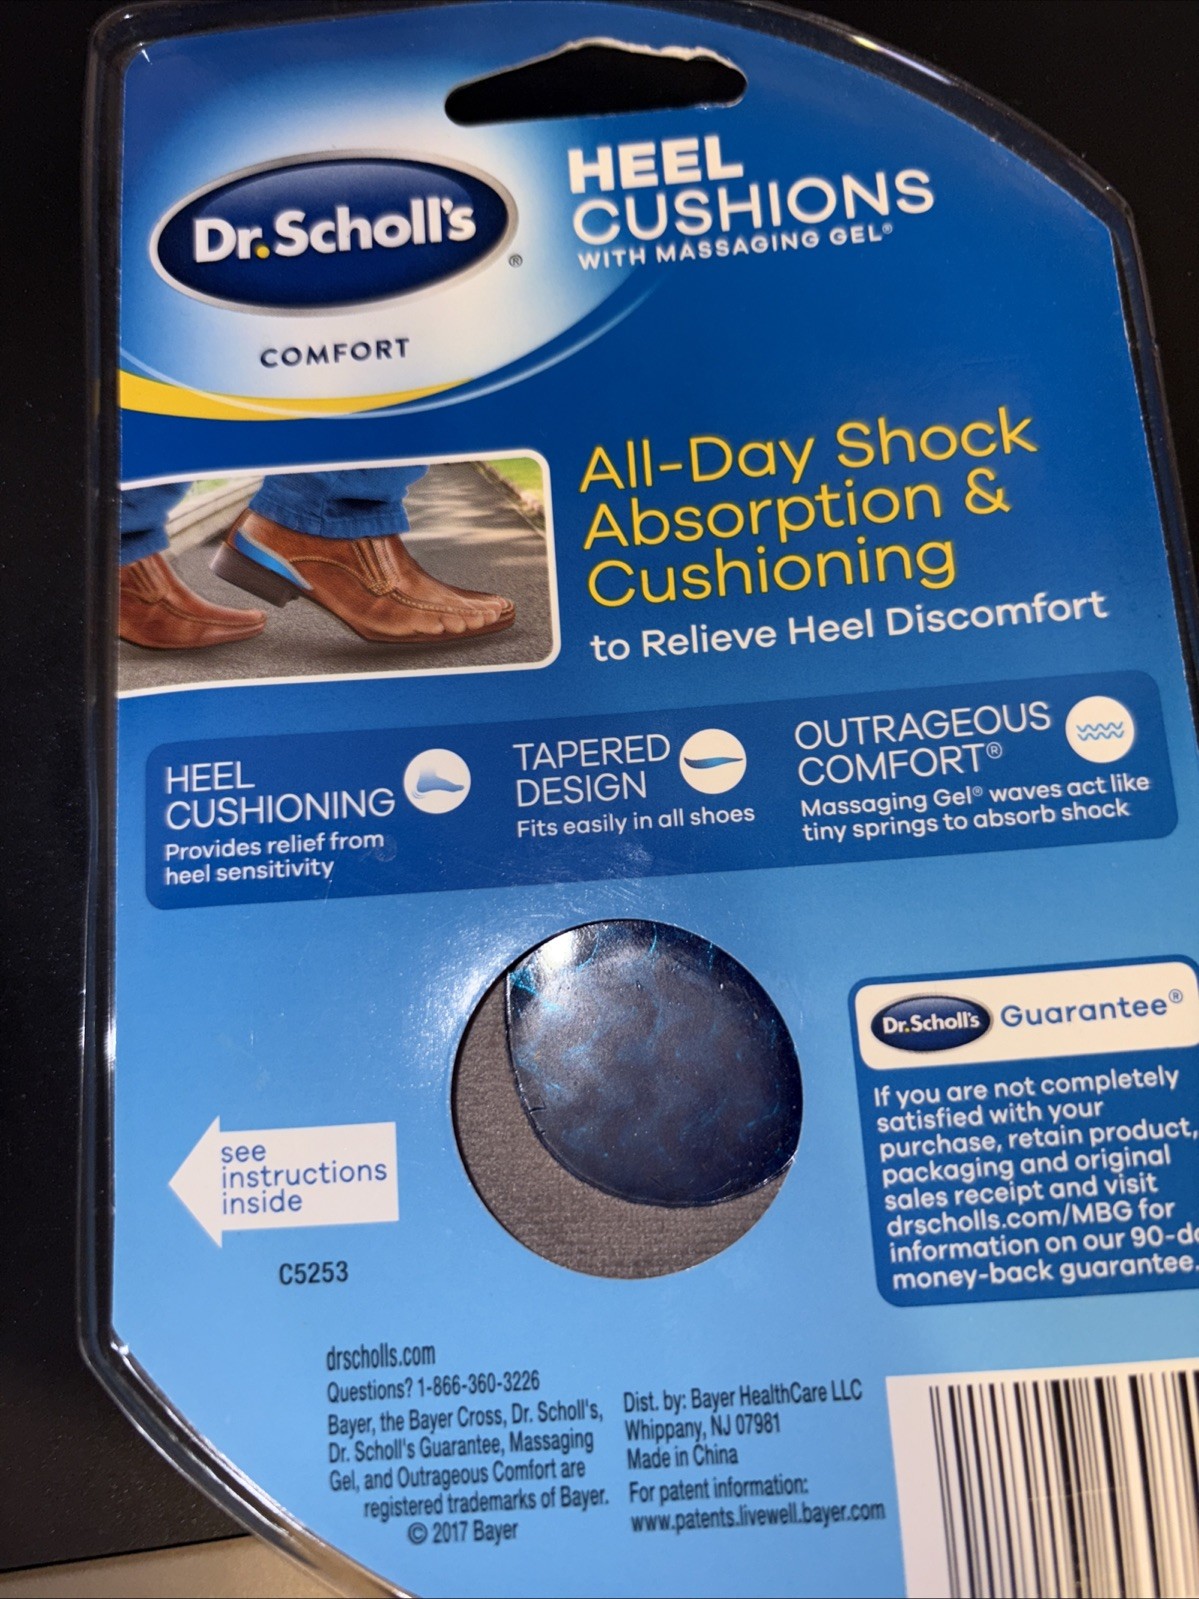 Dr.Scholl's®
COMFORT
HEEL
CUSHIONS
WITH MASSAGING GEL®
All-Day Shock
Absorption &
Cushioning
to Relieve Heel Discomfort
HEEL
CUSHIONING
Provides relief from
heel sensitivity
TAPERED
DESIGN
Fits easily in all shoes
OUTRAGEOUS
COMFORT®
Massaging Gel® waves act like
tiny springs to absorb shock
see
instructions
inside
C5253
Dr.Scholl's Guarantee®
If you are not completely
satisfied with your
purchase, retain product,
packaging and original
sales receipt and visit
drscholls.com/MBG for
information on our
money-back guarantee.
drscholls.com
Questions? 1-866-360-3226
Bayer, the Bayer Cross, Dr. Scholl's,
Dr. Scholl's Guarantee, Massaging
Gel, and Outrageous Comfort are
registered trademarks of Bayer.
© 2017 Bayer
Dist. by: Bayer HealthCare LLC
Whippany, NJ 07981
Made in China
For patent information:
www.patents.livewell.bayer.com